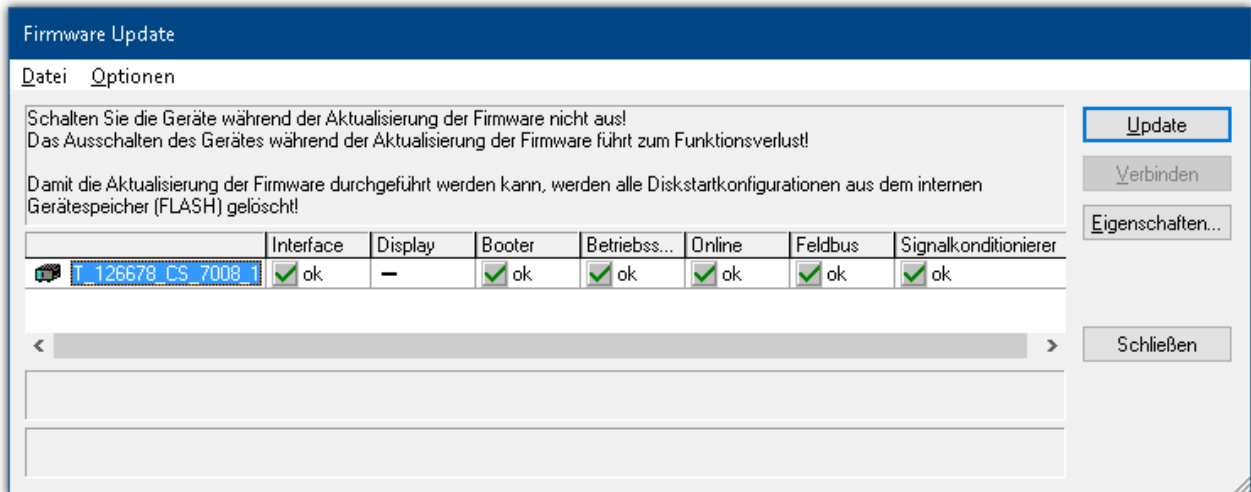 Firmware Update
Datei Optionen
Schalten Sie die Geräte während der Aktualisierung der Firmware nicht aus!
Das Ausschalten des Gerätes während der Aktualisierung der Firmware führt zum Funktionsverlust!
Damit die Aktualisierung der Firmware durchgeführt werden kann, werden alle Diskstartkonfigurationen aus dem internen
Gerätespeicher (FLASH) gelöscht!
Interface Display Booter Betriebss... Online Feldbus Signalkonditionierer
T_126678_CS_7008_1 ok – ok ok ok ok ok
Update
Verbinden
Eigenschaften...
Schließen